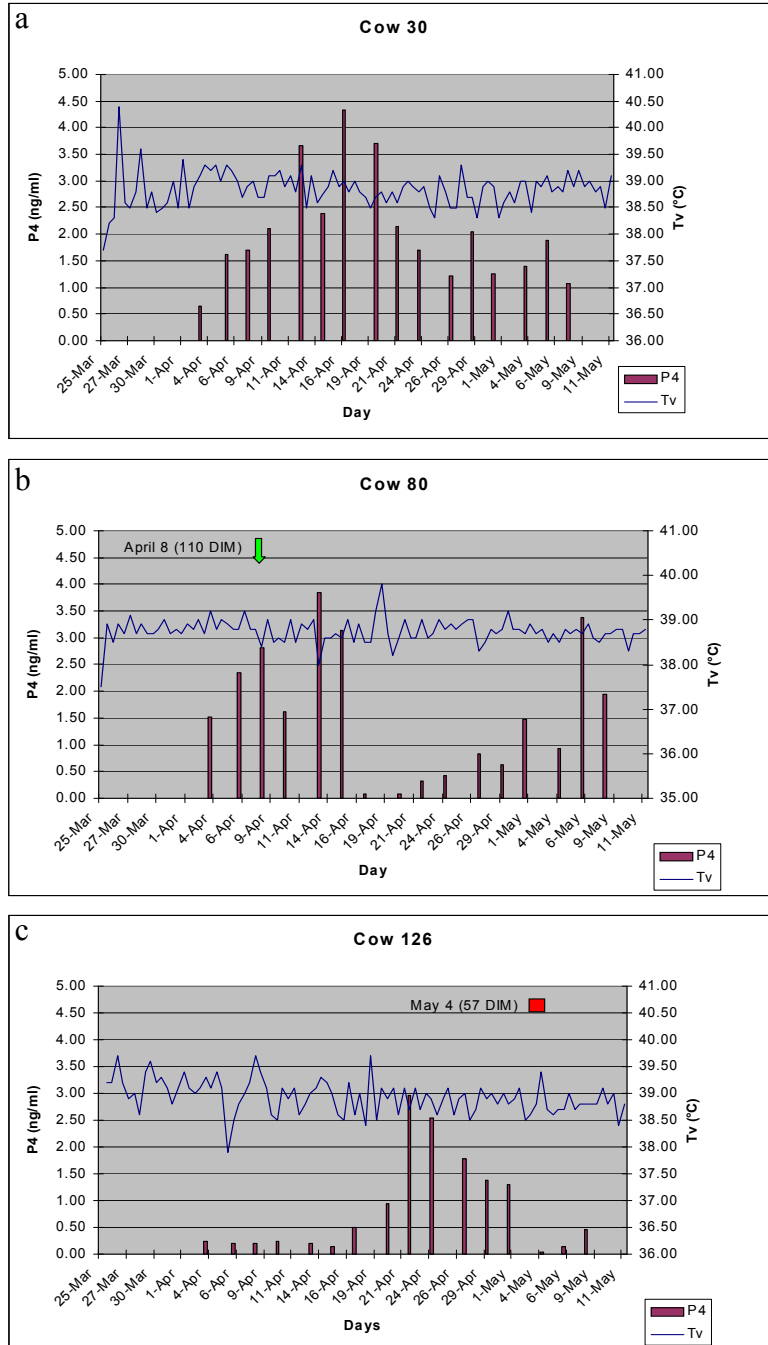 a
Cow 30
P4 (ng/ml)
5.00
4.50
4.00
3.50
3.00
2.50
2.00
1.50
1.00
0.50
0.00
41.00
40.50
40.00
39.50
39.00
38.50
38.00
37.50
37.00
36.50
36.00
Tv (°C)
25-Mar
27-Mar
30-Mar
1-Apr
4-Apr
6-Apr
9-Apr
11-Apr
14-Apr
16-Apr
19-Apr
21-Apr
24-Apr
26-Apr
29-Apr
1-May
4-May
6-May
9-May
11-May
Day
P4
Tv
b
Cow 80
April 8 (110 DIM)
P4 (ng/ml)
5.00
4.50
4.00
3.50
3.00
2.50
2.00
1.50
1.00
0.50
0.00
41.00
40.00
39.00
38.00
37.00
36.00
35.00
Tv (°C)
25-Mar
27-Mar
30-Mar
1-Apr
4-Apr
6-Apr
9-Apr
11-Apr
14-Apr
16-Apr
19-Apr
21-Apr
24-Apr
26-Apr
29-Apr
1-May
4-May
6-May
9-May
11-May
Day
P4
Tv
c
Cow 126
May 4 (57 DIM)
P4 (ng/ml)
5.00
4.50
4.00
3.50
3.00
2.50
2.00
1.50
1.00
0.50
0.00
41.00
40.50
40.00
39.50
39.00
38.50
38.00
37.50
37.00
36.50
36.00
Tv (°C)
25-Mar
27-Mar
30-Mar
1-Apr
4-Apr
6-Apr
9-Apr
11-Apr
14-Apr
16-Apr
19-Apr
21-Apr
24-Apr
26-Apr
29-Apr
1-May
4-May
6-May
9-May
11-May
Days
P4
Tv